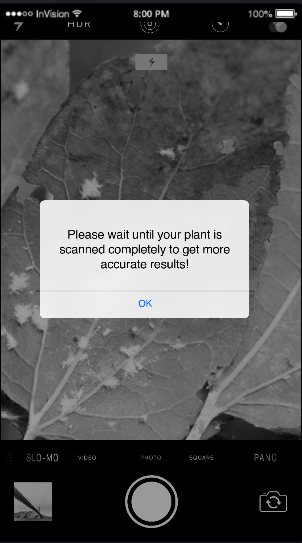 InVision 8:00 PM 100%
HDR
Please wait until your plant is
scanned completely to get more
accurate results!
OK
SLO-MO VIDEO PHOTO SQUARE PANO